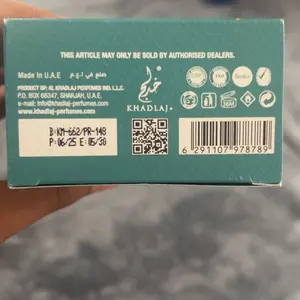 THIS ARTICLE MAY ONLY BE SOLD BY AUTHORISED DEALERS.
Made In U.A.E صنع في إ.ع.م
PRODUCT OF: AL KHADLAJ PERFUMES IND. L.L.C.
P.O. BOX 68347, SHARJAH, U.A.E.
e-mail: info@khadlaj-perfumes.com
www.khadlaj-perfumes.com
خدلج
KHADLAJ
B:KM-662/PR-148
P:06/25 E:05/30
36M
6 291107 978789